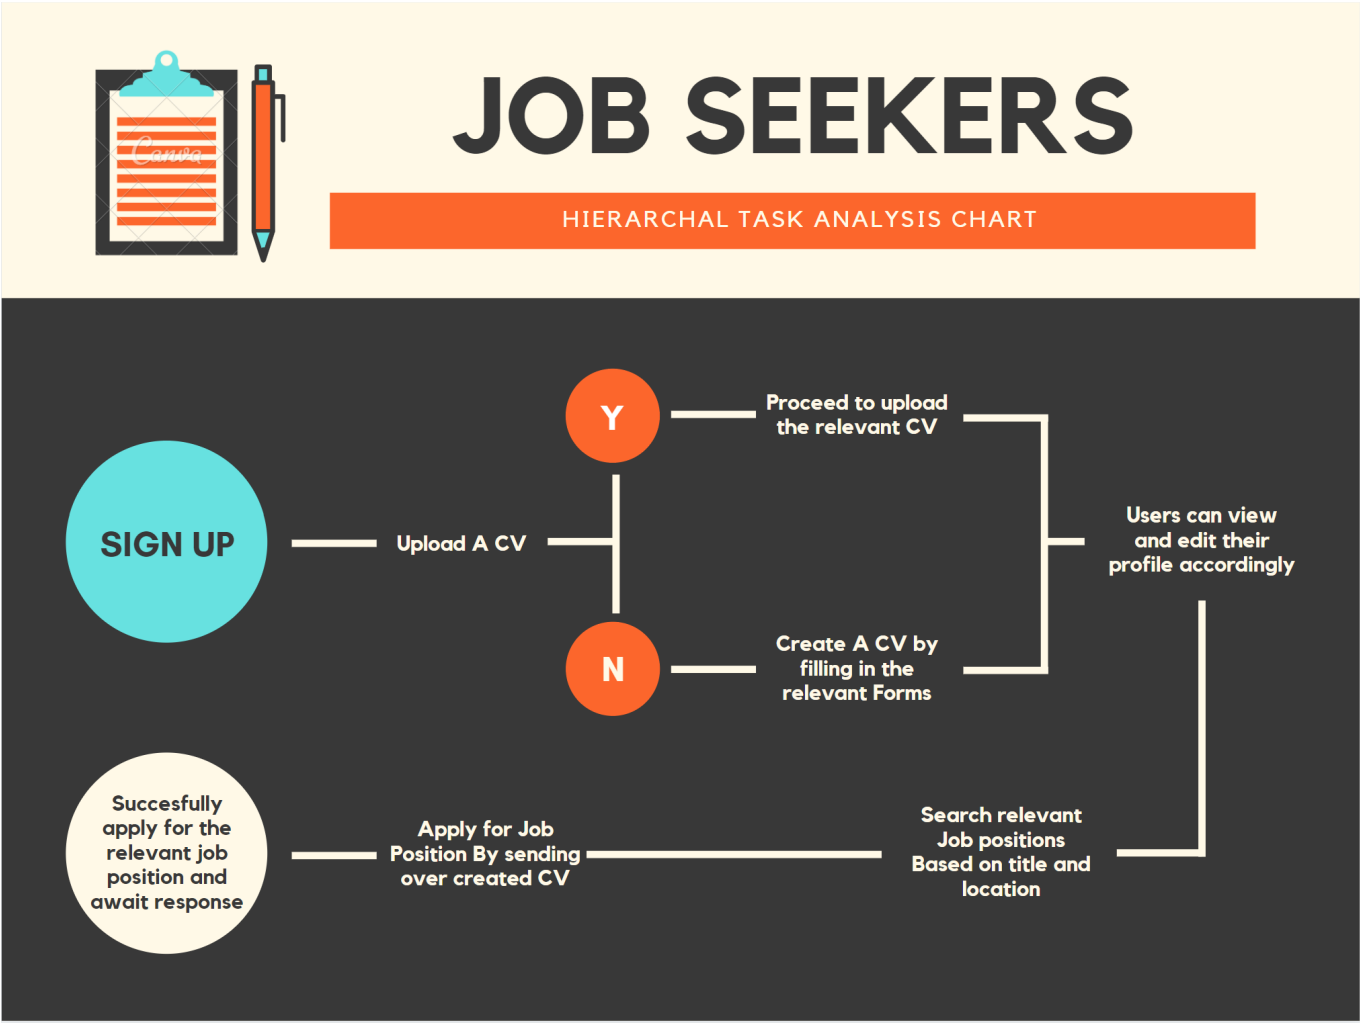 Canva
JOB SEEKERS
HIERARCHAL TASK ANALYSIS CHART
SIGN UP
Upload A CV
Y
Proceed to upload
the relevant CV
N
Create A CV by
filling in the
relevant Forms
Users can view
and edit their
profile accordingly
Search relevant
Job positions
Based on title and
location
Apply for Job
Position By sending
over created CV
Succesfully
apply for the
relevant job
position and
await response